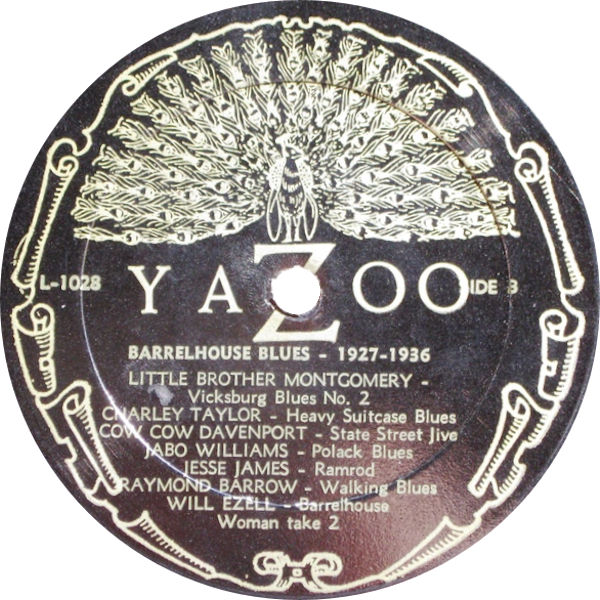 L-1028
YAZOO
IDE B
BARRELHOUSE BLUES - 1927-1936
LITTLE BROTHER MONTGOMERY -
Vicksburg Blues No. 2
CHARLEY TAYLOR - Heavy Suitcase Blues
COW COW DAVENPORT - State Street Jive
JABO WILLIAMS - Polack Blues
JESSE JAMES - Ramrod
RAYMOND BARROW - Walking Blues
WILL EZELL - Barrelhouse
Woman take 2